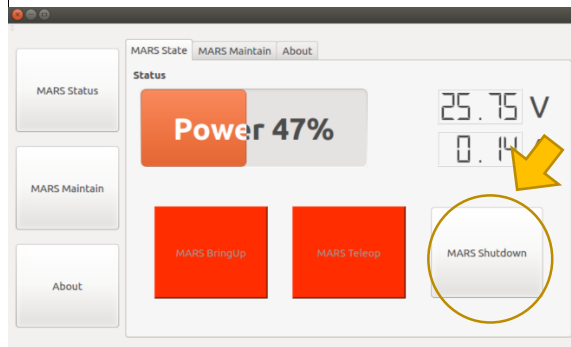 MARS State MARS Maintain About
Status
MARS Status
Power 47%
25.75 V
0.14
MARS Maintain
MARS BringUp MARS Teleop MARS Shutdown
About